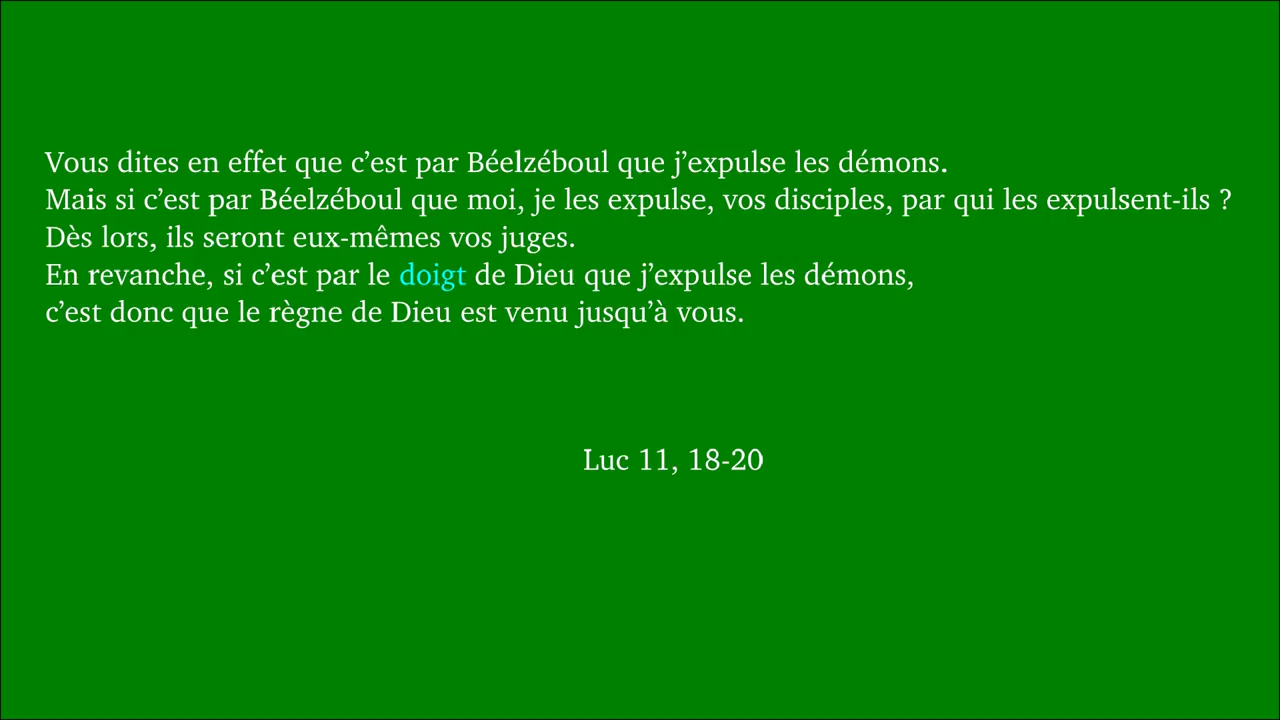 Vous dites en effet que c’est par Béelzéboul que j’expulse les démons.
Mais si c’est par Béelzéboul que moi, je les expulse, vos disciples, par qui les expulsent-ils ?
Dès lors, ils seront eux-mêmes vos juges.
En revanche, si c’est par le doigt de Dieu que j’expulse les démons,
c’est donc que le règne de Dieu est venu jusqu’à vous.
Luc 11, 18-20